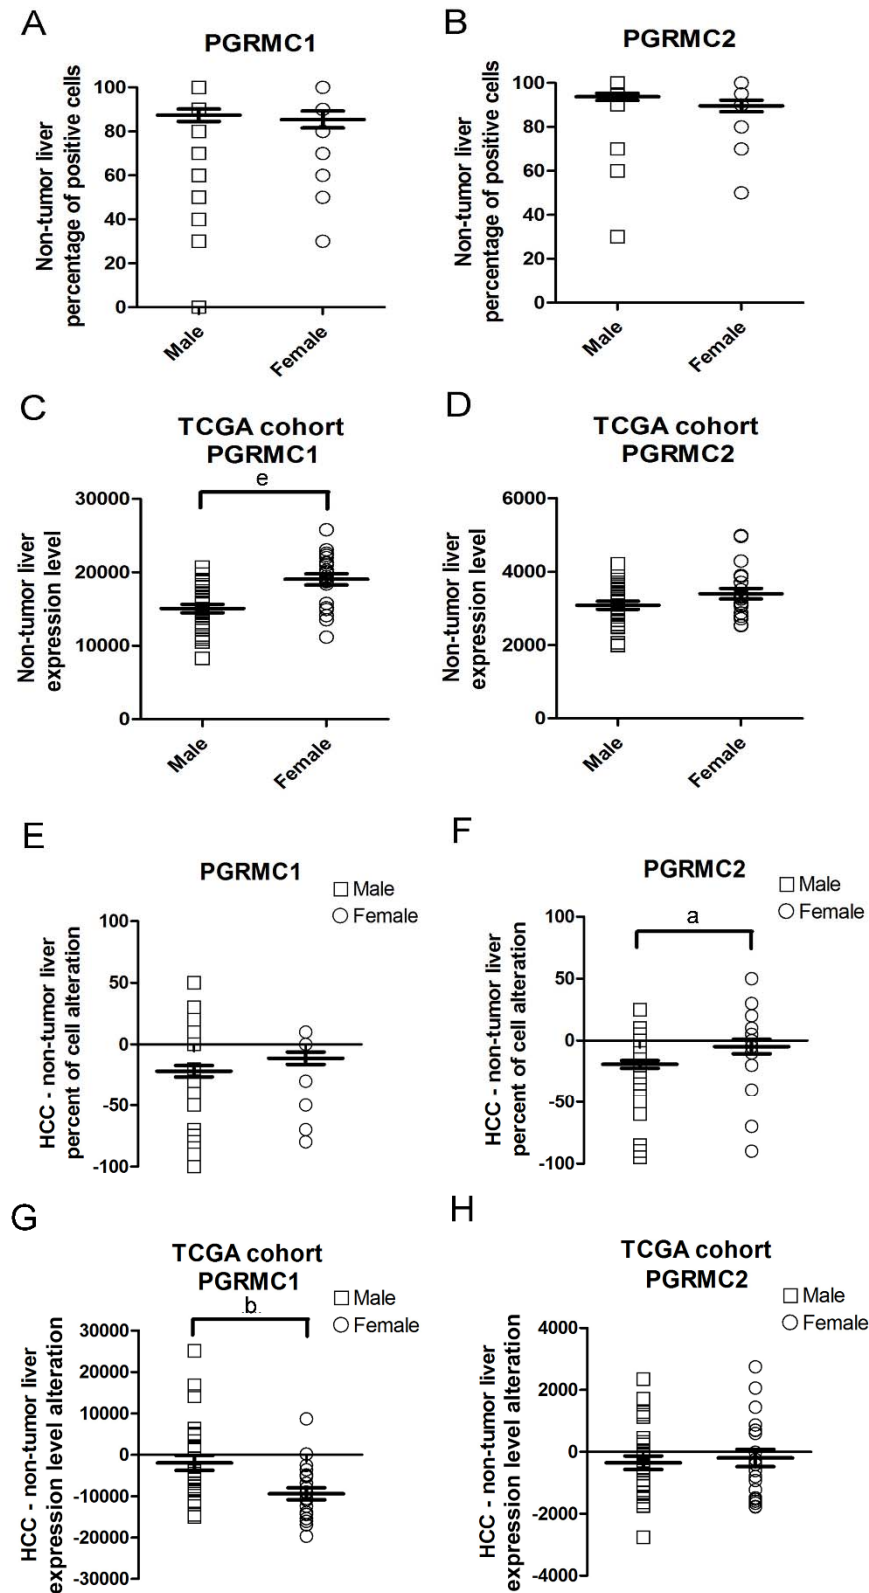 A
PGRMC1
Non-tumor liver
percentage of positive cells
100
80
60
40
20
0
Male
Female
B
PGRMC2
Non-tumor liver
percentage of positive cells
100
80
60
40
20
0
Male
Female
C
TCGA cohort
PGRMC1
e
Non-tumor liver
expression level
30000
20000
10000
0
Male
Female
D
TCGA cohort
PGRMC2
Non-tumor liver
expression level
6000
4000
2000
0
Male
Female
E
PGRMC1
Male
Female
HCC - non-tumor liver
percent of cell alteration
100
50
0
-50
-100
F
PGRMC2
Male
Female
a
HCC - non-tumor liver
percent of cell alteration
100
50
0
-50
-100
G
TCGA cohort
PGRMC1
Male
Female
b
HCC - non-tumor liver
expression level alteration
30000
20000
10000
0
-10000
-20000
-30000
H
TCGA cohort
PGRMC2
Male
Female
HCC - non-tumor liver
expression level alteration
4000
2000
0
-2000
-4000